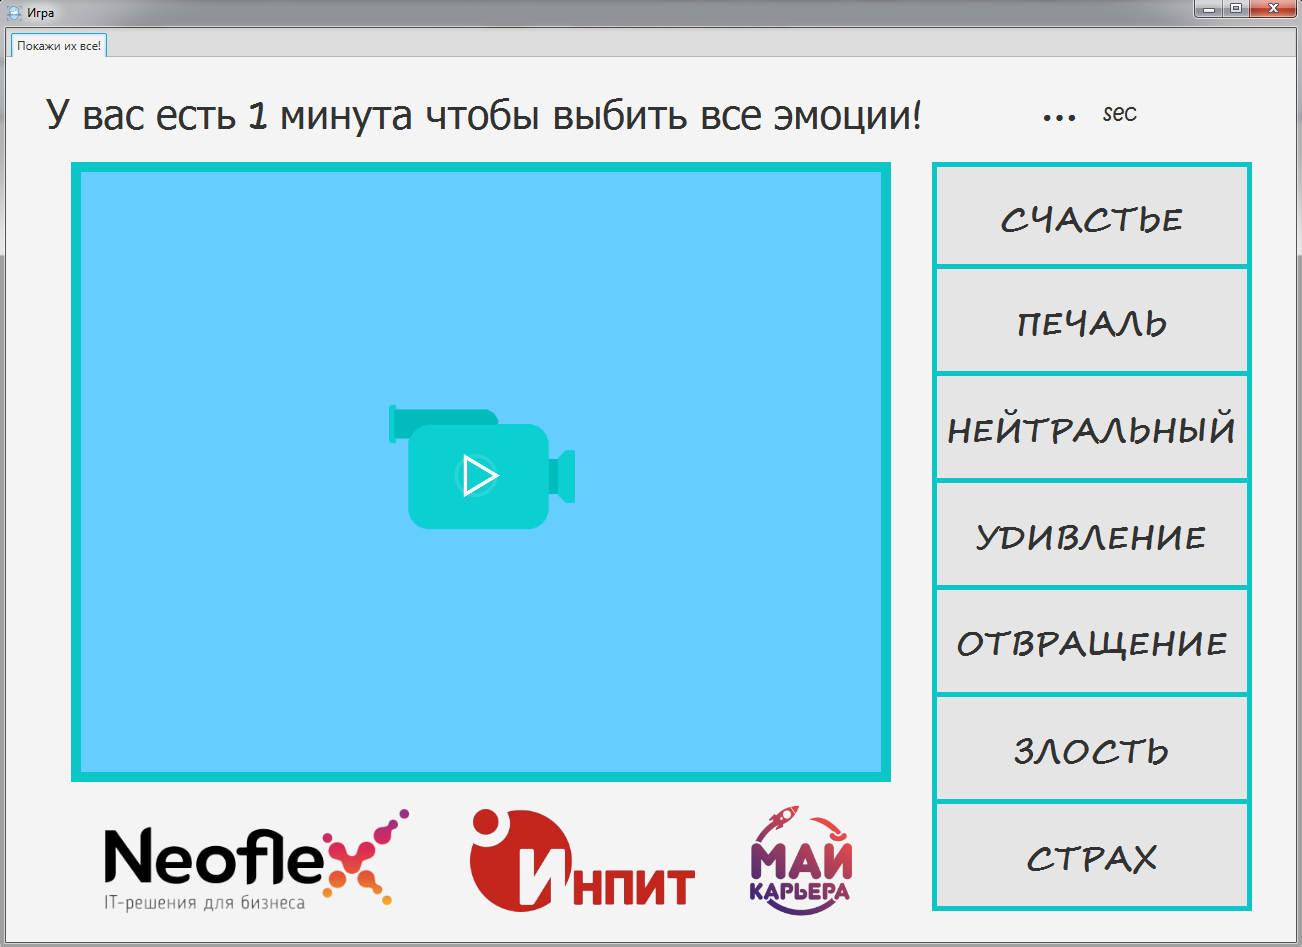 Игра
Покажи их все!
У вас есть 1 минута чтобы выбить все эмоции!
... sec
СЧАСТЬЕ
ПЕЧАЛЬ
НЕЙТРАЛЬНЫЙ
УДИВЛЕНИЕ
ОТВРАЩЕНИЕ
ЗЛОСТЬ
СТРАХ
Neoflex
IT-решения для бизнеса
ИНПИТ
МАЙ
КАРЬЕРА